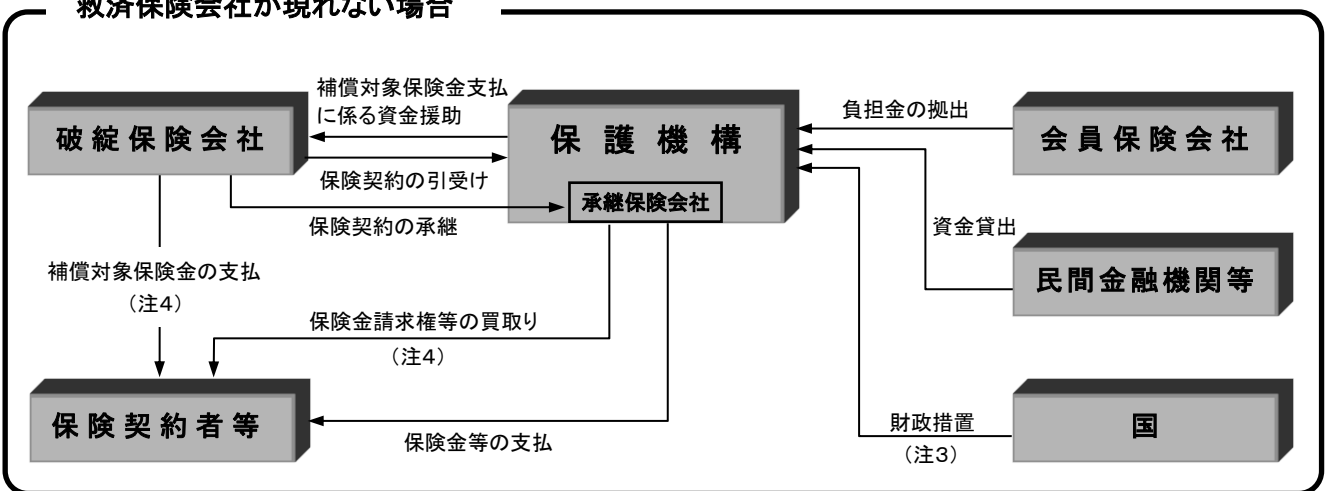 救済保険会社が現れない場合
補償対象保険金支払
に係る資金援助
破綻保険会社
保護機構
負担金の拠出
会員保険会社
保険契約の引受け
承継保険会社
保険契約の承継
資金貸出
補償対象保険金の支払
（注４）
民間金融機関等
保険金請求権等の買取り
（注４）
保険契約者等
保険金等の支払
財政措置
（注３）
国